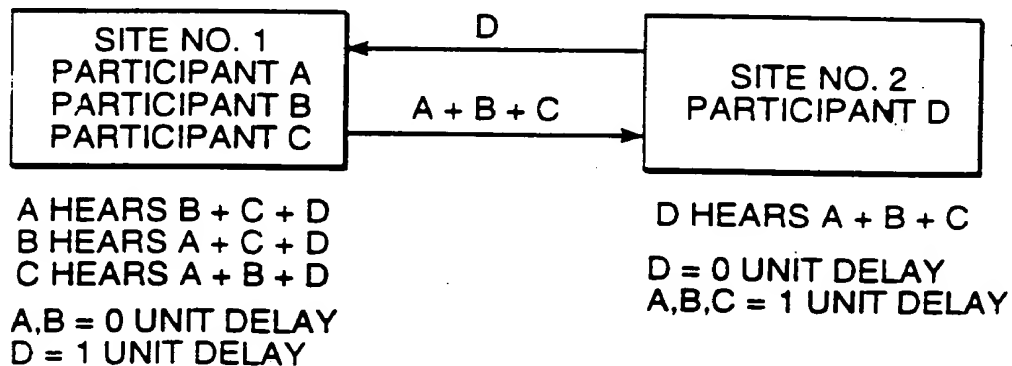 SITE NO. 1
PARTICIPANT A
PARTICIPANT B
PARTICIPANT C
D
A + B + C
SITE NO. 2
PARTICIPANT D
A HEARS B + C + D
B HEARS A + C + D
C HEARS A + B + D
A,B = 0 UNIT DELAY
D = 1 UNIT DELAY
D HEARS A + B + C
D = 0 UNIT DELAY
A,B,C = 1 UNIT DELAY